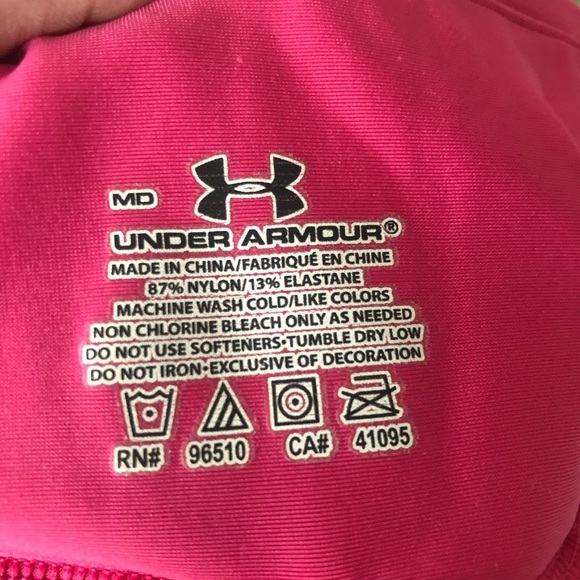 MD
UNDER ARMOUR®
MADE IN CHINA/FABRIQUÉ EN CHINE
87% NYLON/13% ELASTANE
MACHINE WASH COLD/LIKE COLORS
NON CHLORINE BLEACH ONLY AS NEEDED
DO NOT USE SOFTENERS•TUMBLE DRY LOW
DO NOT IRON•EXCLUSIVE OF DECORATION
RN# 96510 CA# 41095